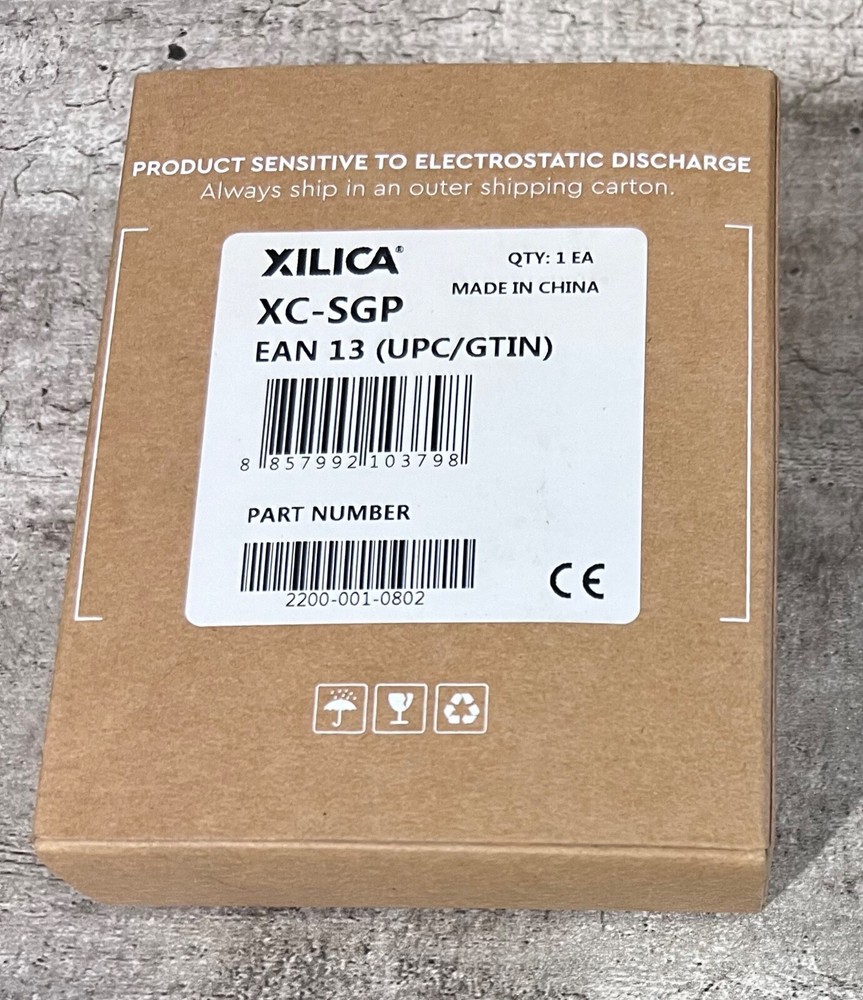 PRODUCT SENSITIVE TO ELECTROSTATIC DISCHARGE
Always ship in an outer shipping carton.
XILICA®
QTY: 1 EA
MADE IN CHINA
XC-SGP
EAN 13 (UPC/GTIN)
8 857992 103798
PART NUMBER
2200-001-0802
CE